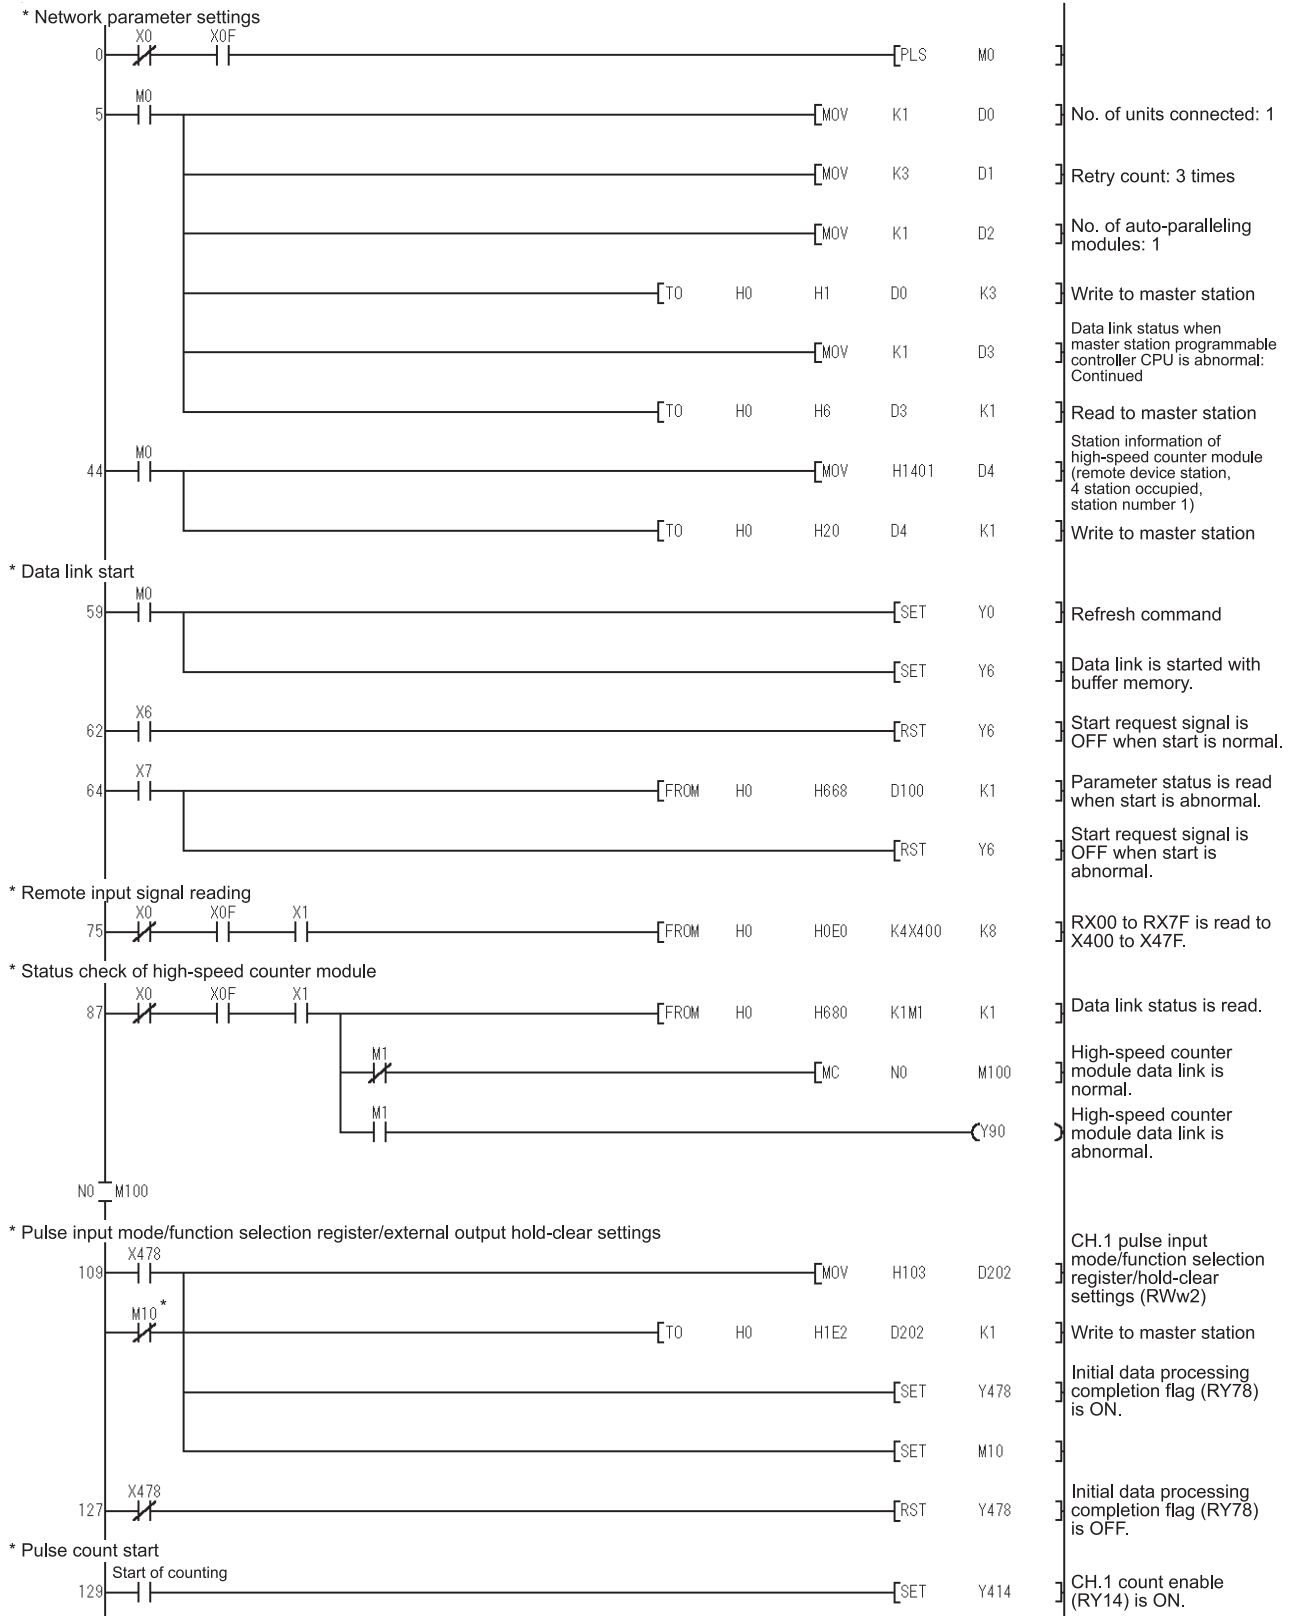 * Network parameter settings
X0 X0F
0 PLS M0
M0
5 MOV K1 D0 No. of units connected: 1
MOV K3 D1 Retry count: 3 times
MOV K1 D2 No. of auto-paralleling
modules: 1
TO H0 H1 D0 K3 Write to master station
Data link status when
master station programmable
MOV K1 D3 controller CPU is abnormal:
Continued
TO H0 H6 D3 K1 Read to master station
M0 Station information of
44 MOV H1401 D4 high-speed counter module
(remote device station,
4 station occupied,
station number 1)
TO H0 H20 D4 K1 Write to master station
* Data link start
M0
59 SET Y0 Refresh command
SET Y6 Data link is started with
buffer memory.
X6
62 RST Y6 Start request signal is
OFF when start is normal.
X7
64 FROM H0 H668 D100 K1 Parameter status is read
when start is abnormal.
RST Y6 Start request signal is
OFF when start is
abnormal.
* Remote input signal reading
X0 X0F X1
75 FROM H0 H0E0 K4X400 K8 RX00 to RX7F is read to
X400 to X47F.
* Status check of high-speed counter module
X0 X0F X1
87 FROM H0 H680 K1M1 K1 Data link status is read.
M1 High-speed counter
MC N0 M100 module data link is
normal.
M1 High-speed counter
Y90 module data link is
abnormal.
N0 M100
* Pulse input mode/function selection register/external output hold-clear settings
X478 CH.1 pulse input
109 MOV H103 D202 mode/function selection
register/hold-clear
settings (RWw2)
M10 *
TO H0 H1E2 D202 K1 Write to master station
SET Y478 Initial data processing
completion flag (RY78)
is ON.
SET M10
X478
127 RST Y478 Initial data processing
completion flag (RY78)
is OFF.
* Pulse count start
Start of counting
129 SET Y414 CH.1 count enable
(RY14) is ON.